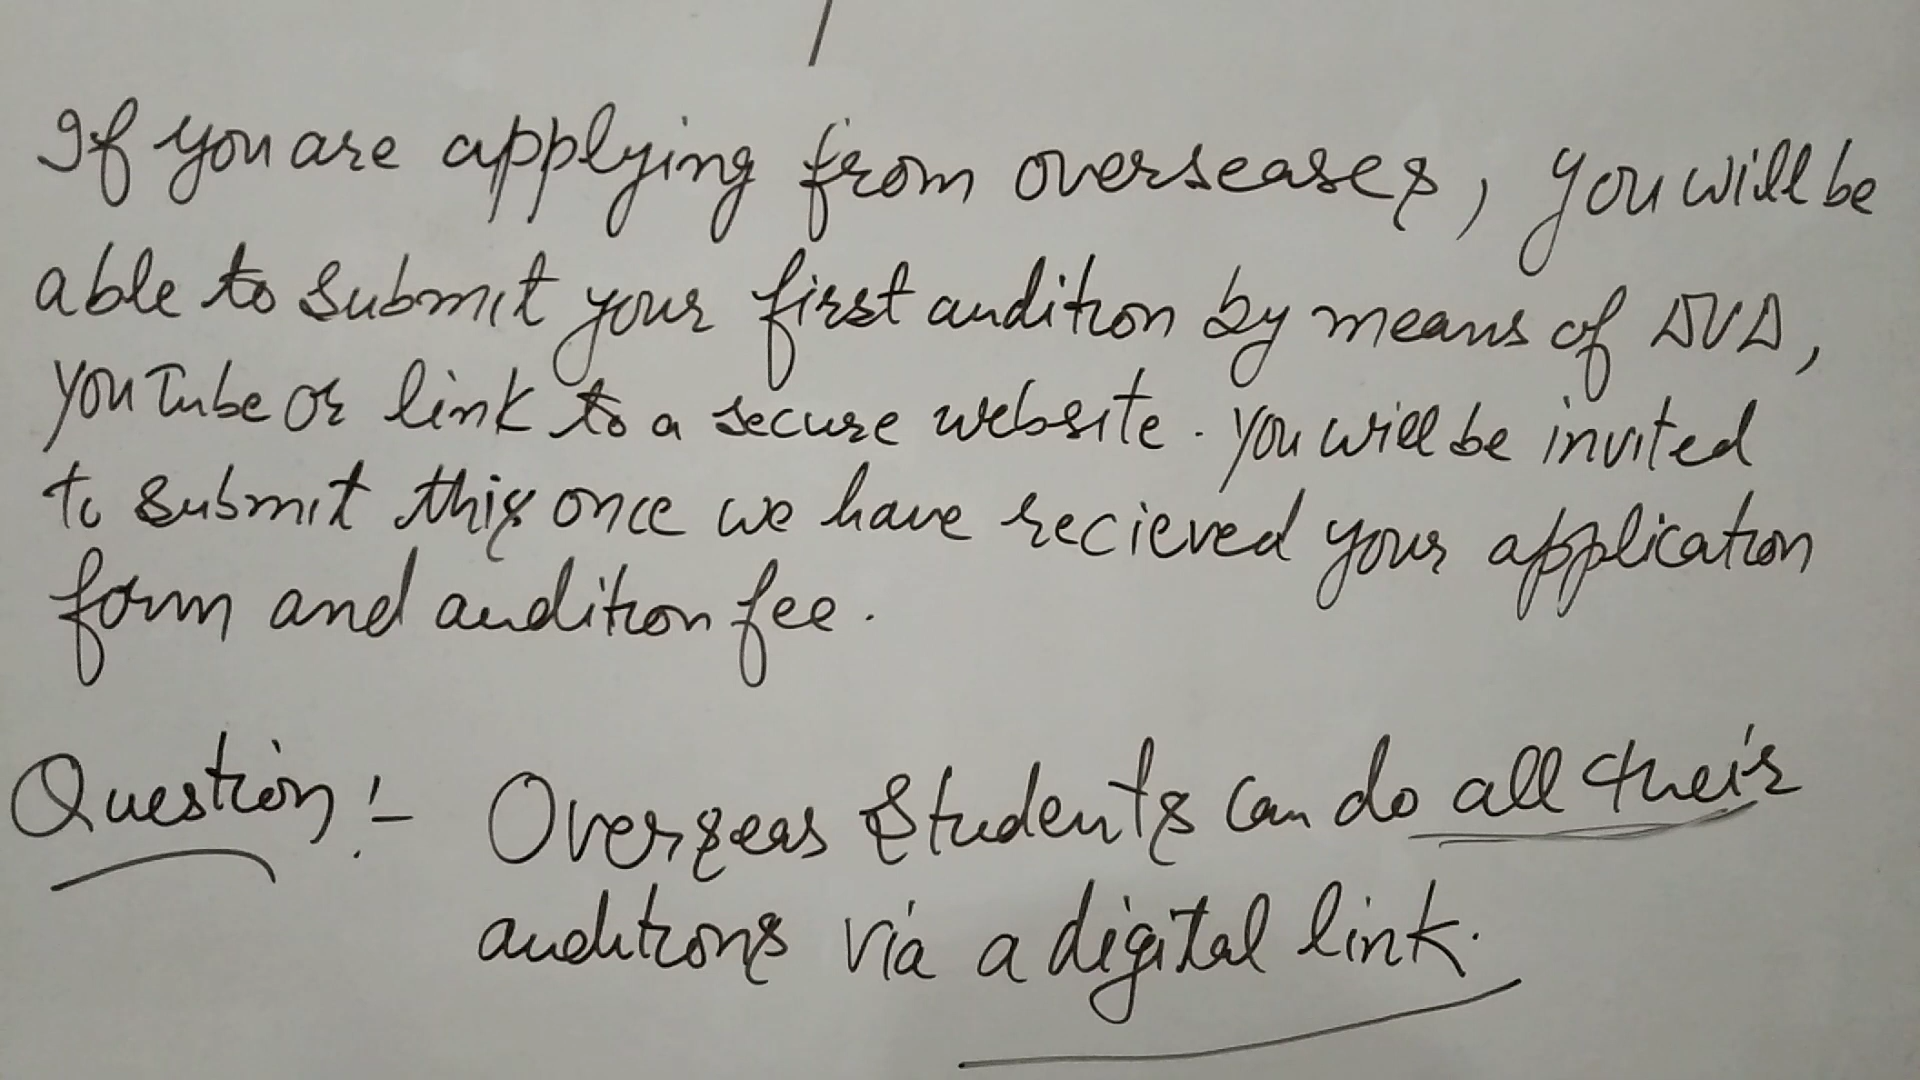 If you are applying from overseases, you will be
able to submit your first audition by means of DVD,
YouTube or link to a secure website. You will be invited
to submit this once we have recieved your application
form and audition fee.
Question:- Overseas Students can do all their
auditions via a digital link.